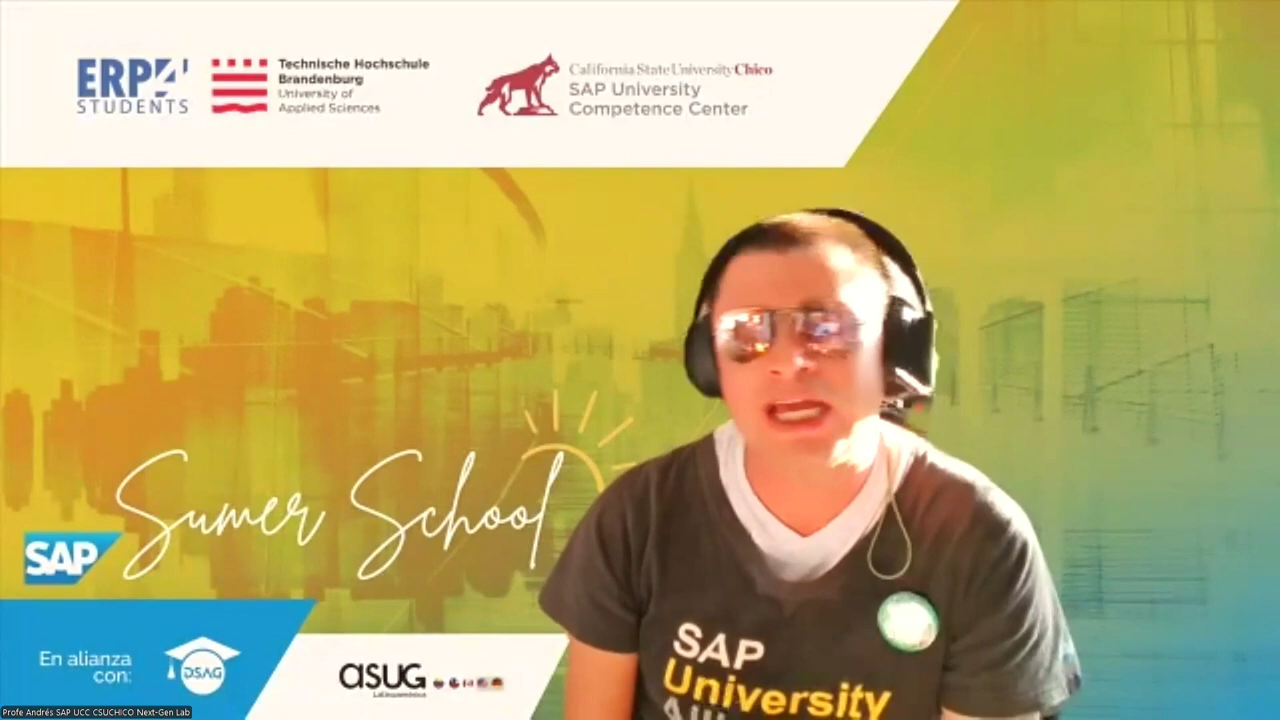 ERP4
STUDENTS
Technische Hochschule
Brandenburg
University of
Applied Sciences
California State University Chico
SAP University
Competence Center
Sumer School
SAP
En alianza
con:
DSAG
asug
Latinoamérica
SAP
University
Profe Andrés SAP UCC CSUCHICO Next-Gen Lab